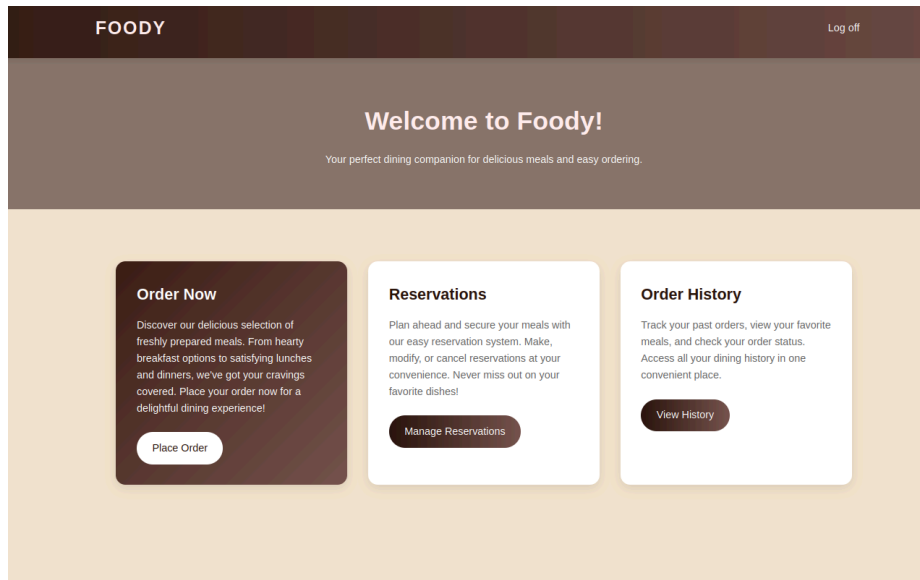 FOODY
Log off
Welcome to Foody!
Your perfect dining companion for delicious meals and easy ordering.
Order Now
Discover our delicious selection of
freshly prepared meals. From hearty
breakfast options to satisfying lunches
and dinners, we've got your cravings
covered. Place your order now for a
delightful dining experience!
Place Order
Reservations
Plan ahead and secure your meals with
our easy reservation system. Make,
modify, or cancel reservations at your
convenience. Never miss out on your
favorite dishes!
Manage Reservations
Order History
Track your past orders, view your favorite
meals, and check your order status.
Access all your dining history in one
convenient place.
View History